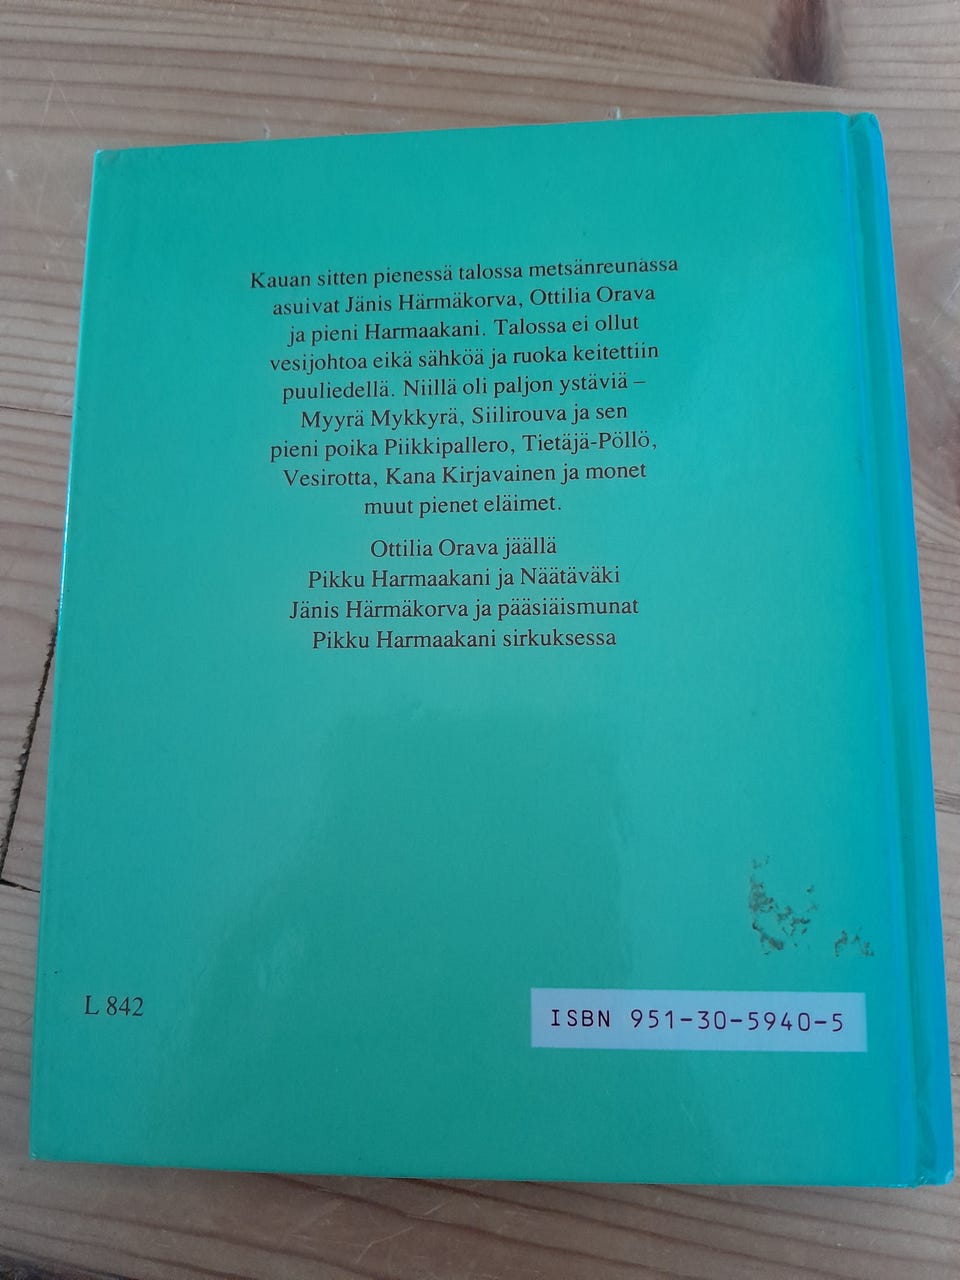 Kauan sitten pienessä talossa metsänreunassa
asuivat Jänis Härmäkorva, Ottilia Orava
ja pieni Harmaakani. Talossa ei ollut
vesijohtoa eikä sähköä ja ruoka keitettiin
puuliedellä. Niillä oli paljon ystäviä –
Myyrä Mykkyrä, Siilirouva ja sen
pieni poika Piikkipallero, Tietäjä-Pöllö,
Vesirotta, Kana Kirjavainen ja monet
muut pienet eläimet.
Ottilia Orava jäällä
Pikku Harmaakani ja Näätäväki
Jänis Härmäkorva ja pääsiäismunat
Pikku Harmaakani sirkuksessa
L 842
ISBN 951-30-5940-5